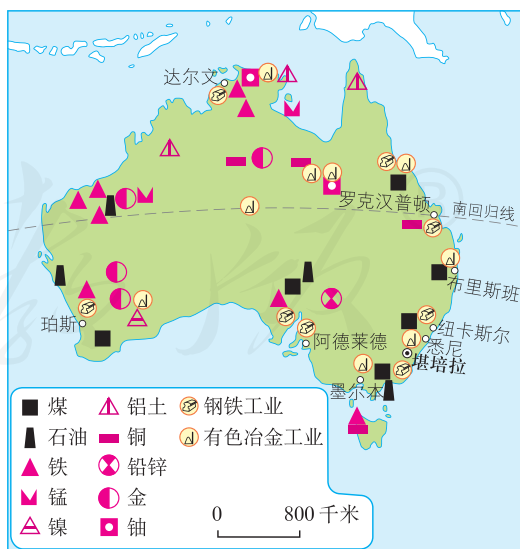 达尔文
罗克汉普顿
南回归线
布里斯班
纽卡斯尔
悉尼
堪培拉
珀斯
阿德莱德
墨尔本
煤 铝土 钢铁工业
石油 铜 有色冶金工业
铁 铅锌
锰 金
镍 铀
0 800 千米